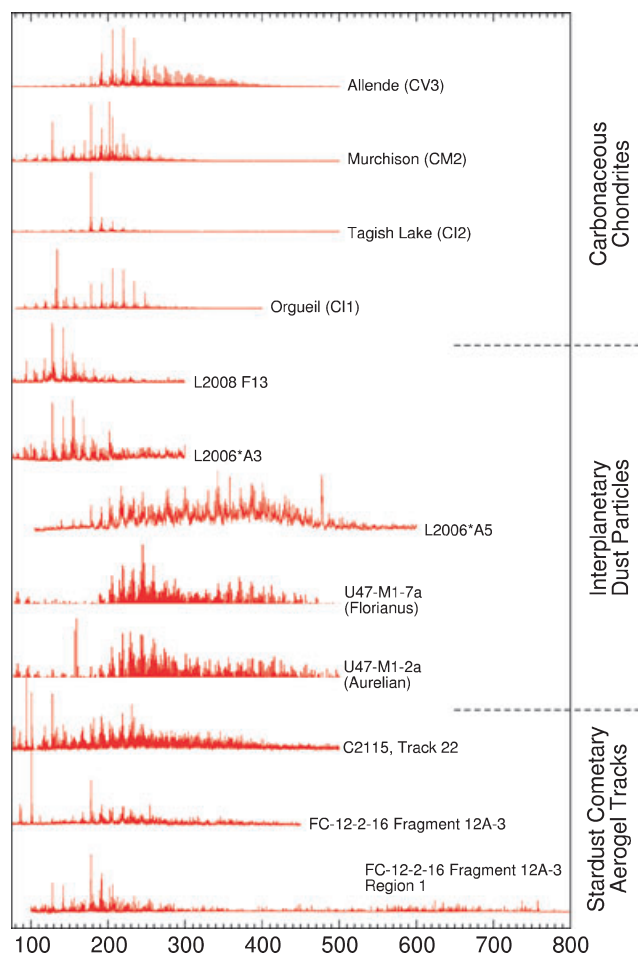 Allende (CV3)
Murchison (CM2)
Tagish Lake (CI2)
Orgueil (CI1)
Carbonaceous
Chondrites
L2008 F13
L2006*A3
L2006*A5
U47-M1-7a
(Florianus)
U47-M1-2a
(Aurelian)
Interplanetary
Dust Particles
C2115, Track 22
FC-12-2-16 Fragment 12A-3
FC-12-2-16 Fragment 12A-3
Region 1
Stardust Cometary
Aerogel Tracks
100 200 300 400 500 600 700 800